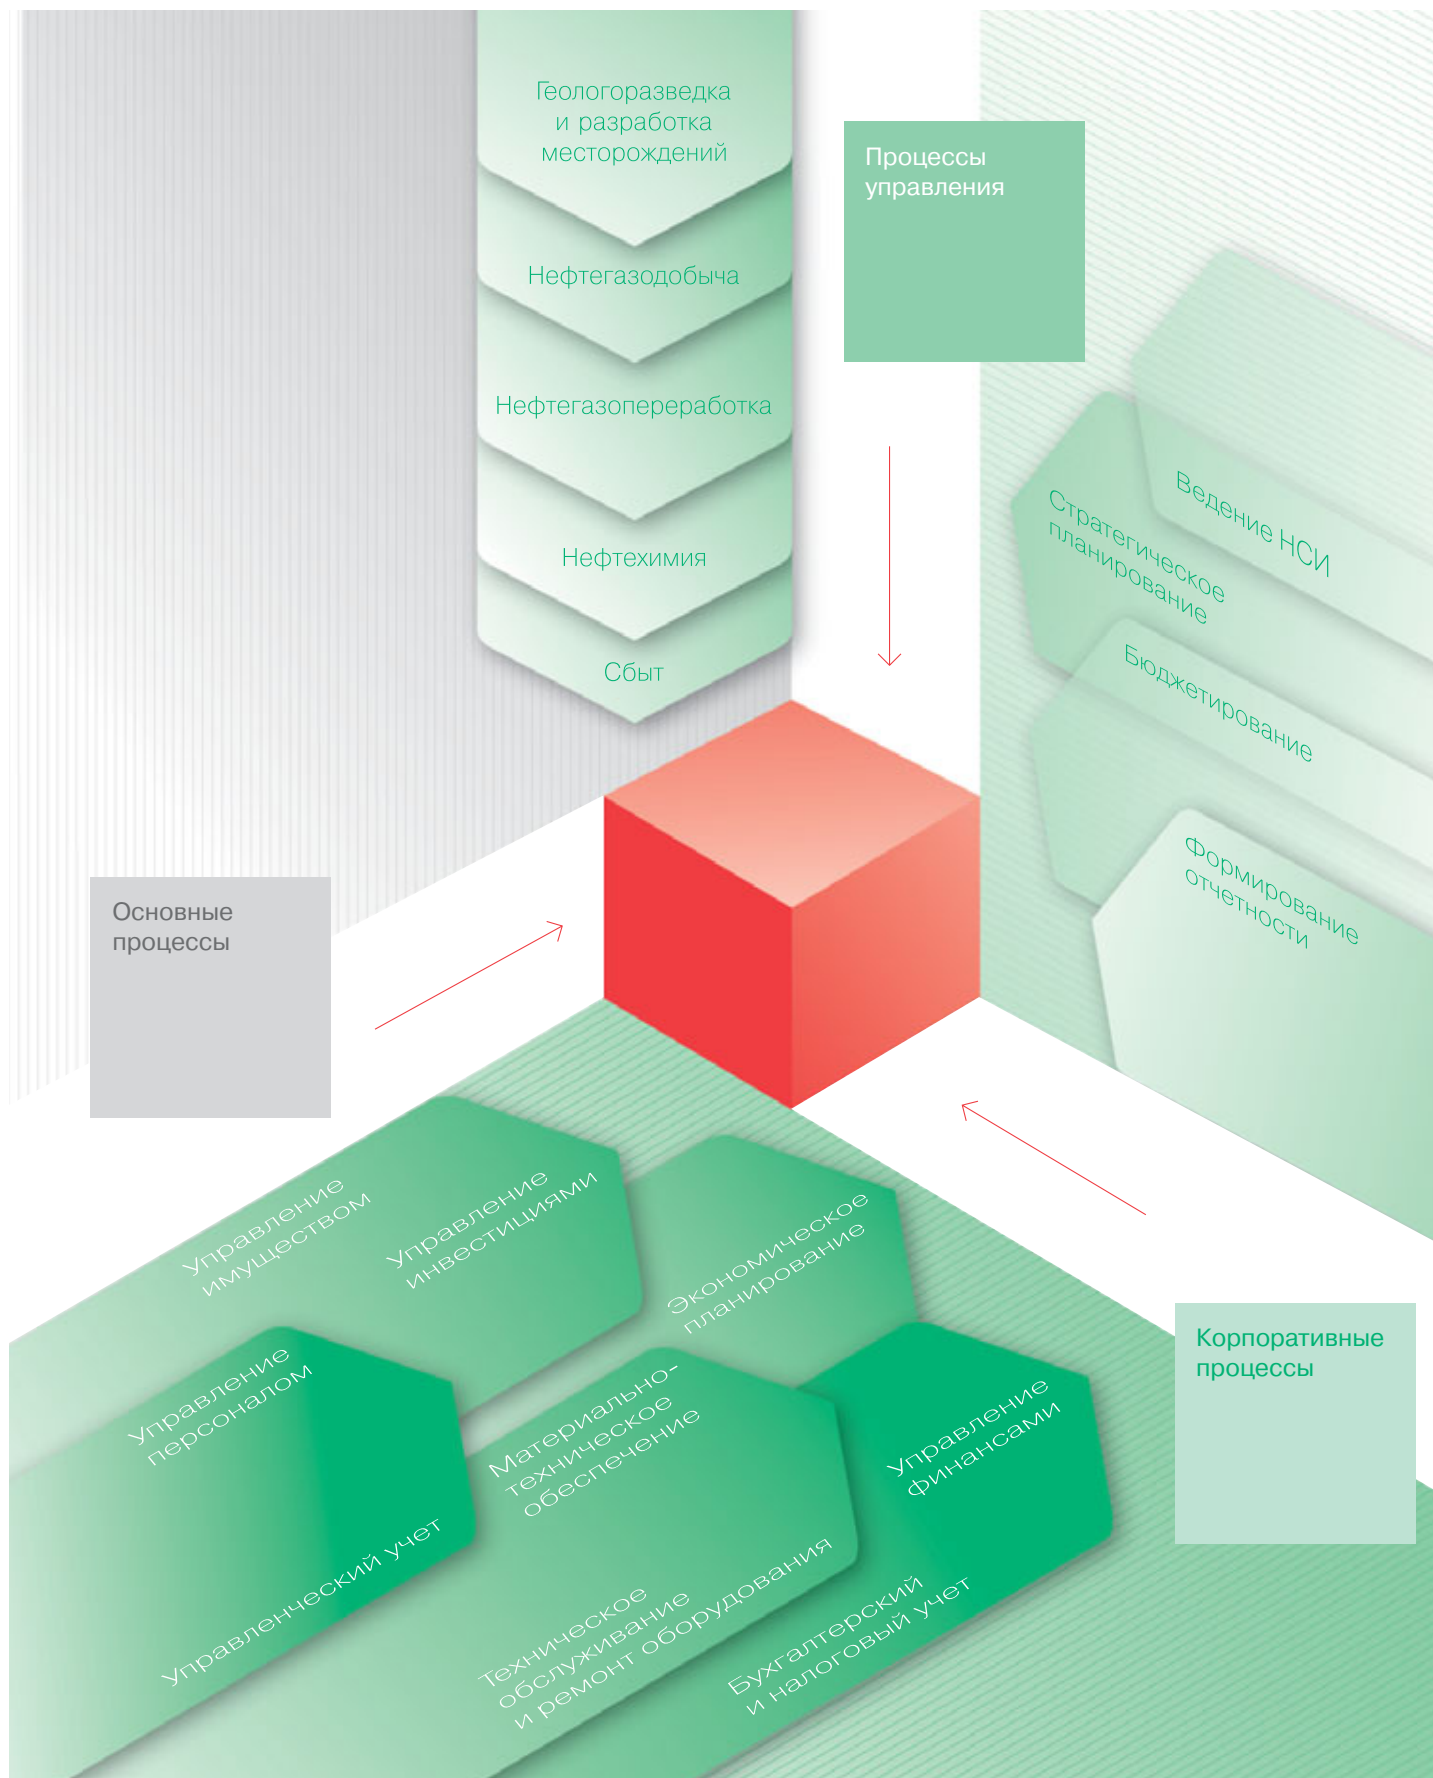 Геологоразведка
и разработка
месторождений
Нефтегазодобыча
Нефтегазопереработка
Нефтехимия
Сбыт
Процессы
управления
Ведение НСИ
Стратегическое
планирование
Бюджетирование
Формирование
отчетности
Основные
процессы
Управление
имуществом
Управление
инвестициями
Экономическое
планирование
Управление
персоналом
Материально-
техническое
обеспечение
Управление
финансами
Управленческий учет
Техническое
обслуживание
и ремонт оборудования
Бухгалтерский
и налоговый учет
Корпоративные
процессы